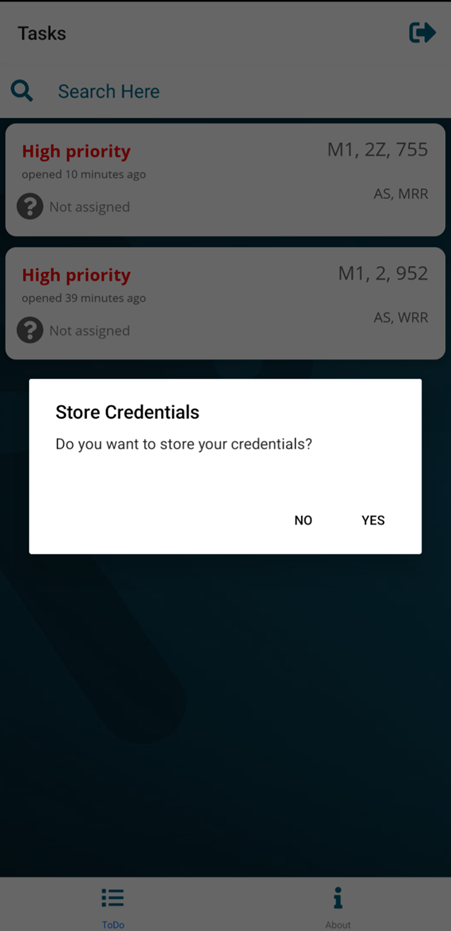 Tasks
Search Here
High priority
M1, 2Z, 755
opened 10 minutes ago
AS, MRR
Not assigned
High priority
M1, 2, 952
opened 39 minutes ago
AS, WRR
Not assigned
Store Credentials
Do you want to store your credentials?
NO YES
ToDo About